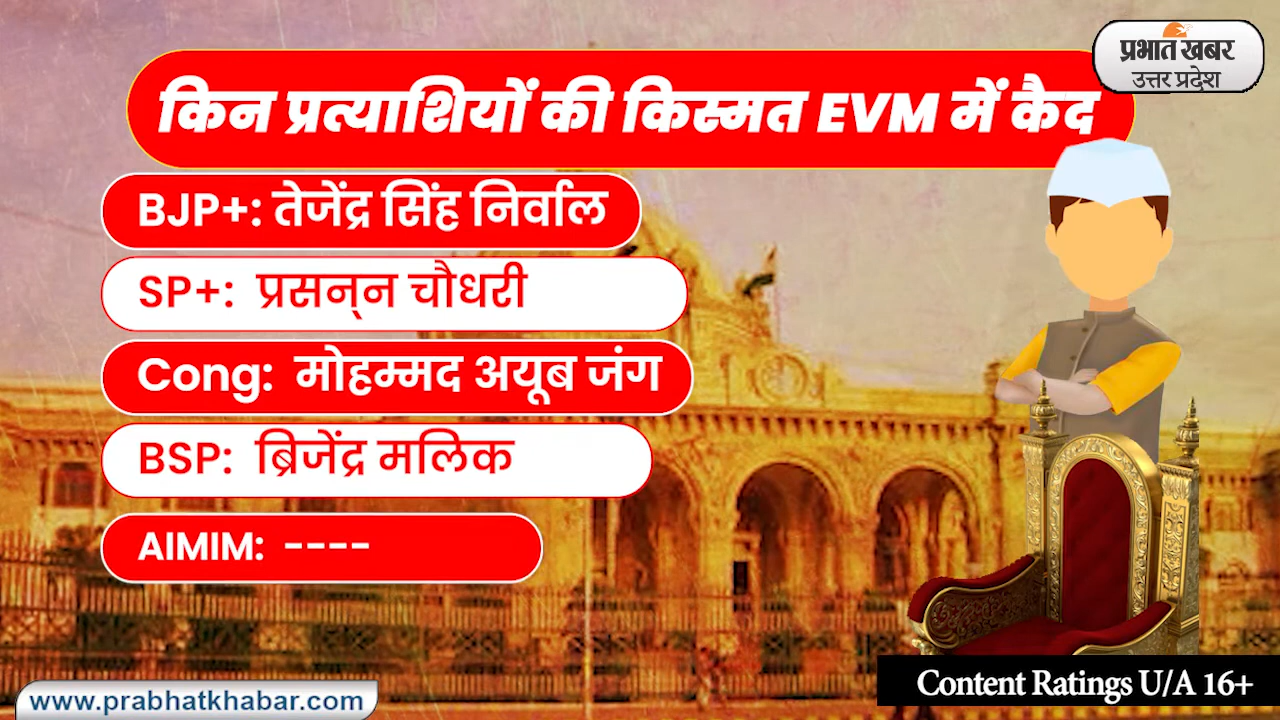 प्रभात खबर
उत्तर प्रदेश
किन प्रत्याशियों की किस्मत EVM में कैद
BJP+: तेजेंद्र सिंह निर्वाल
SP+: प्रसन्‍न चौधरी
Cong: मोहम्मद अयूब जंग
BSP: ब्रिजेंद्र मलिक
AIMIM: ----
www.prabhatkhabar.com
Content Ratings U/A 16+